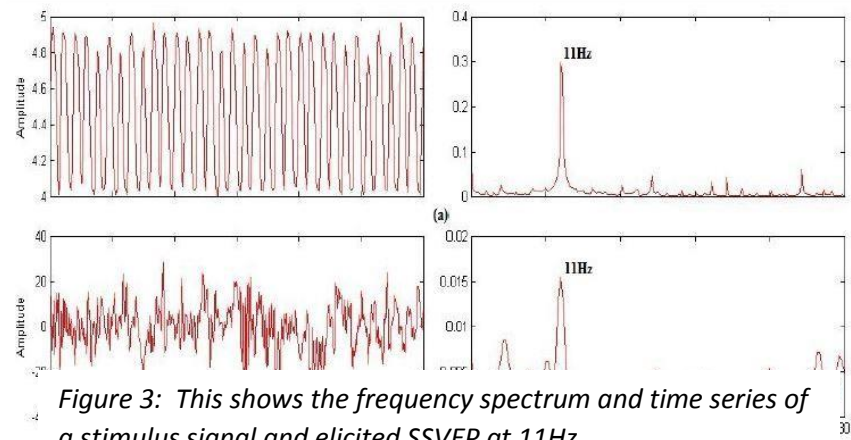 5
4.8
4.6
4.4
4.2
4
Amplitude
0.4
0.3
0.2
0.1
0
11Hz
(a)
40
20
0
Amplitude
0.02
0.015
0.01
11Hz
Figure 3: This shows the frequency spectrum and time series of
a stimulus signal and elicited SSVEP at 11Hz